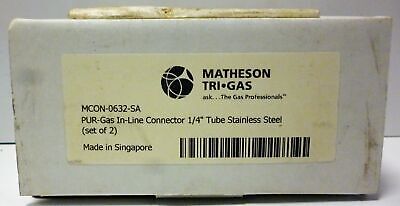 MATHESON
TRI•GAS
ask. . .The Gas Professionals™
MCON-0632-SA
PUR-Gas In-Line Connector 1/4" Tube Stainless Steel
(set of 2)
Made in Singapore